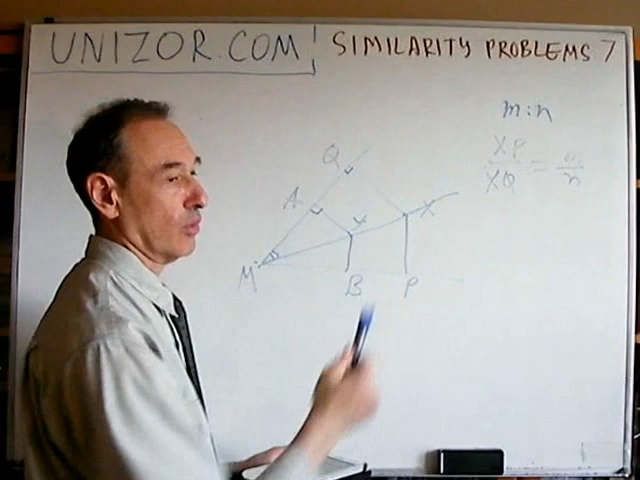 UNIZOR.COM
SIMILARITY PROBLEMS 7
m:n
XP/XQ = m/n
Q
A
X
M
B
P